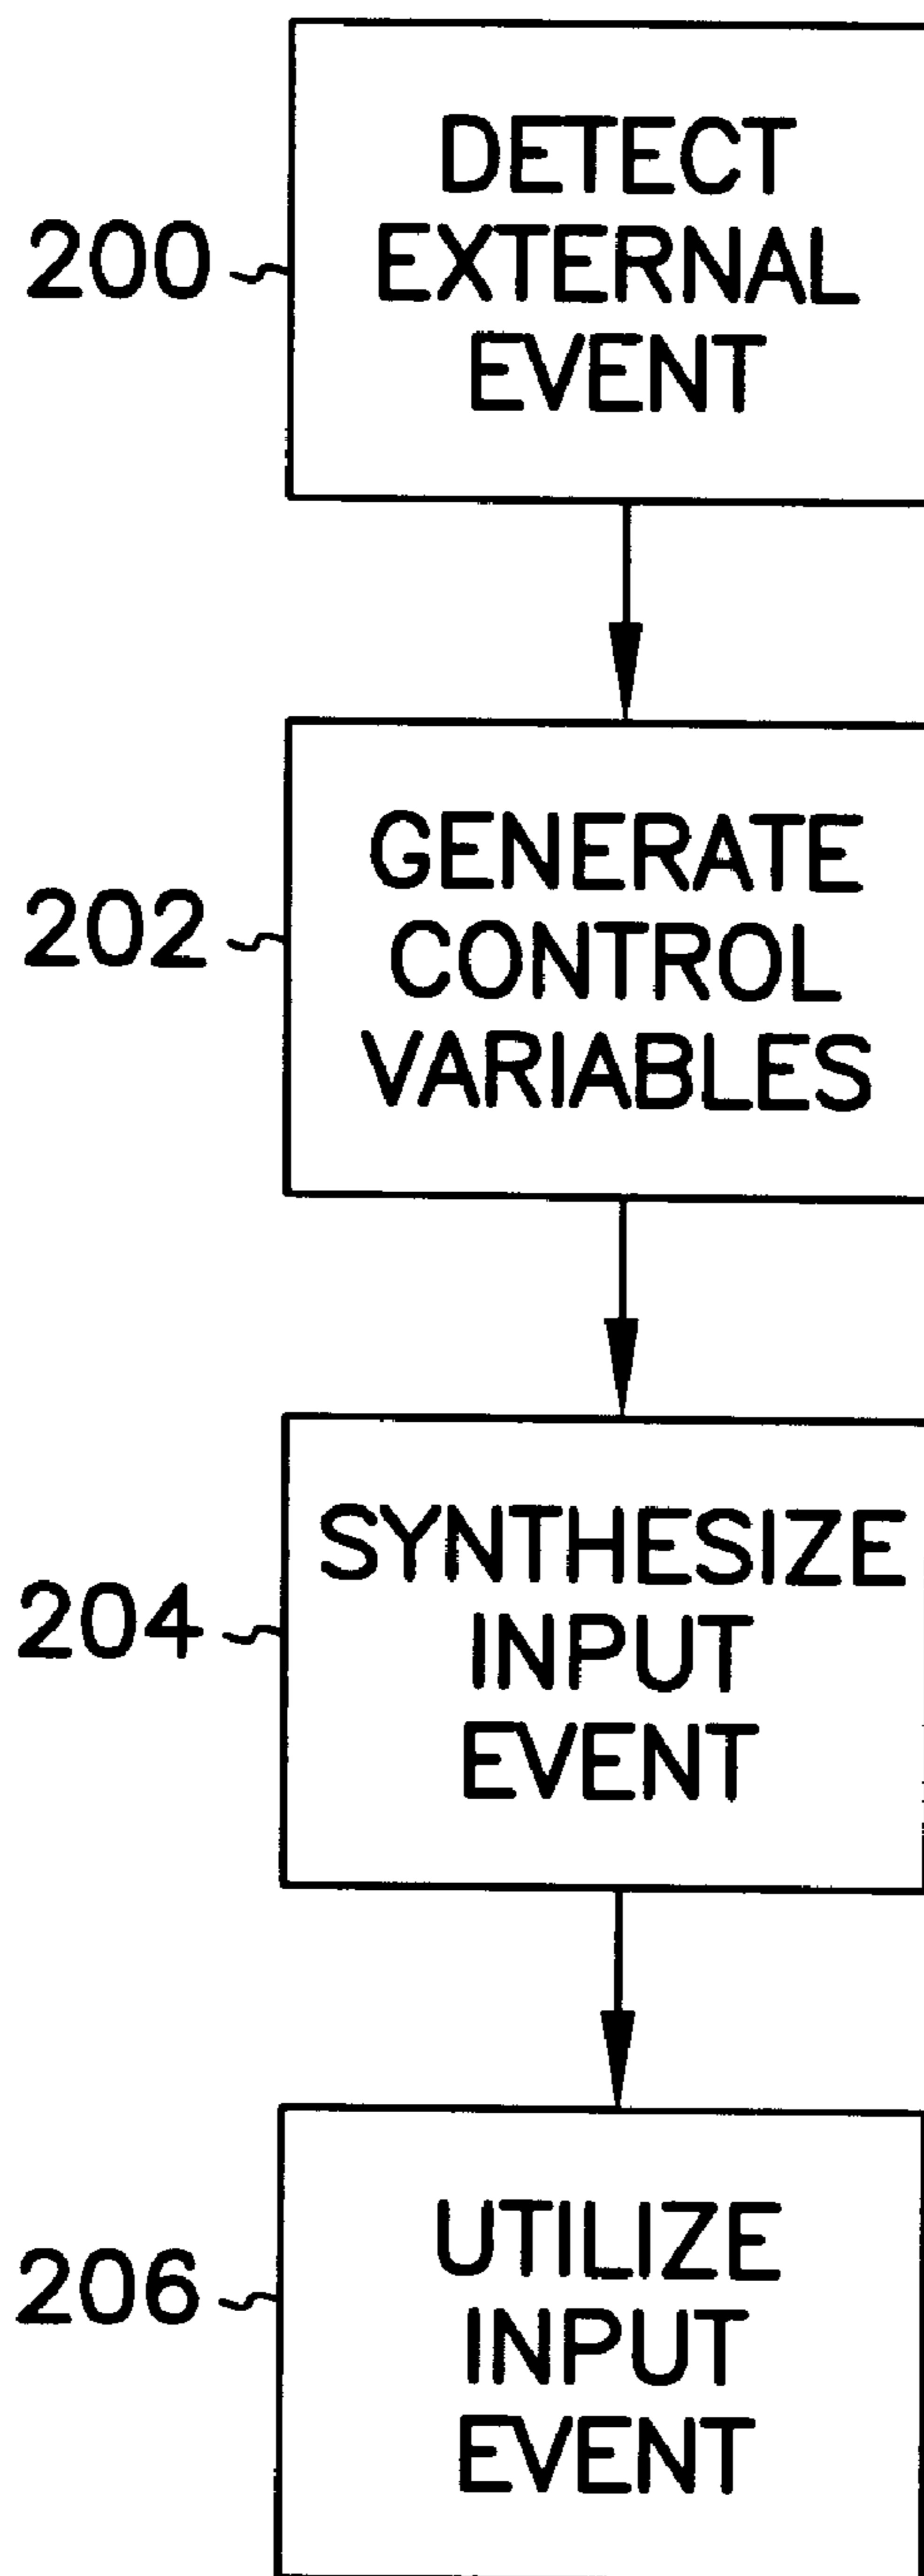 DETECT
EXTERNAL
EVENT
200
GENERATE
CONTROL
VARIABLES
202
SYNTHESIZE
INPUT
EVENT
204
UTILIZE
INPUT
EVENT
206